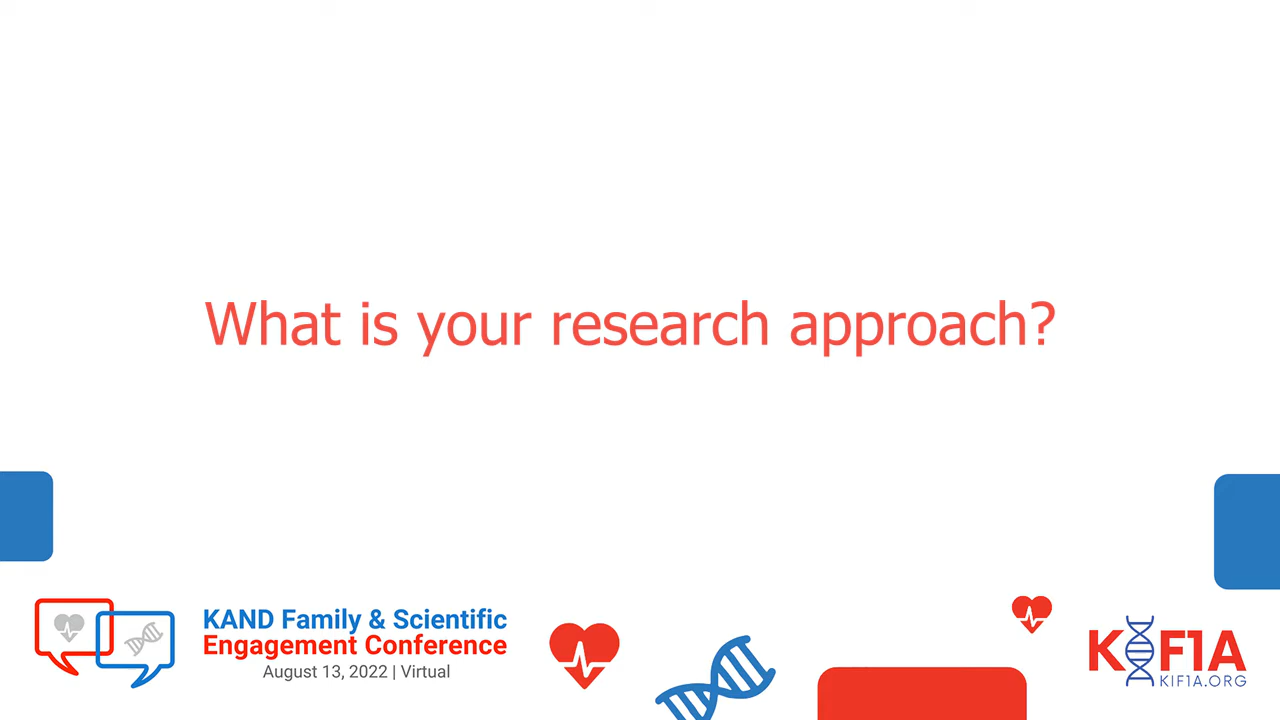 What is your research approach?
KAND Family & Scientific
Engagement Conference
August 13, 2022 | Virtual
KIF1A
KIF1A.ORG